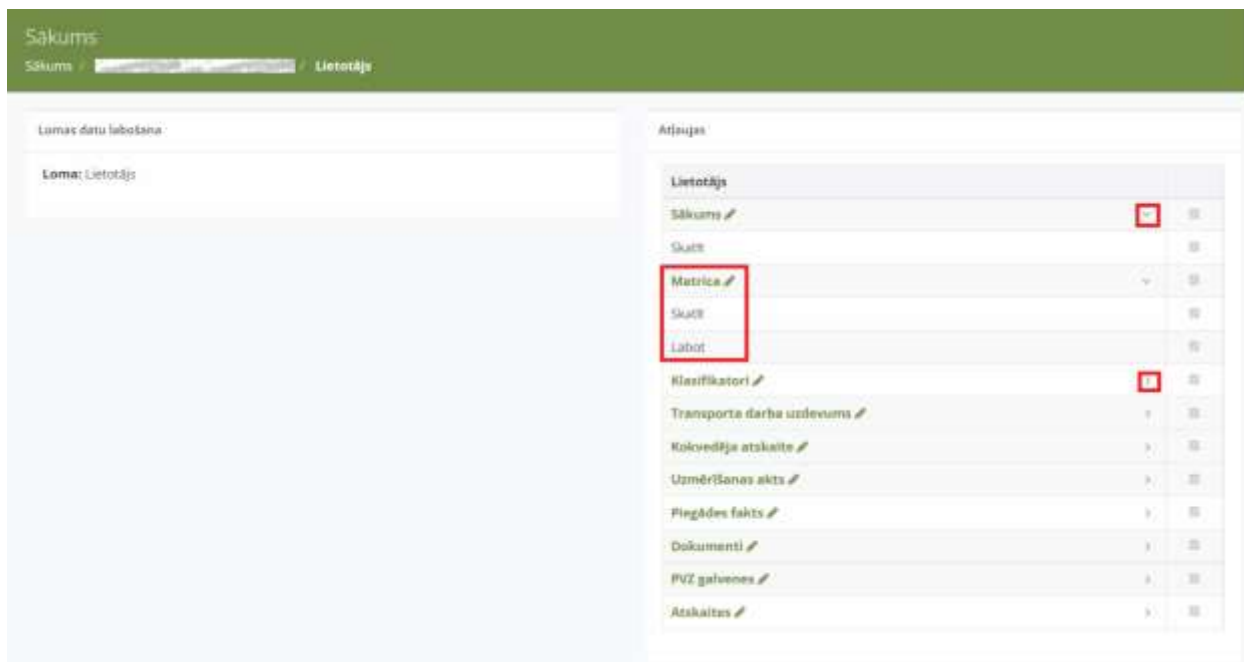 Sākums
Sākums / / Lietotājs
Lomas datu labošana
Loma: Lietotājs
Atļaujas
Lietotājs
Sākums
Skatīt
Matrica
Skatīt
Labot
Klasifikatori
Transporta darba uzdevums
Kokvedēja atskaite
Uzmērīšanas akts
Piegādes fakts
Dokumenti
PVZ galvenes
Atskaites